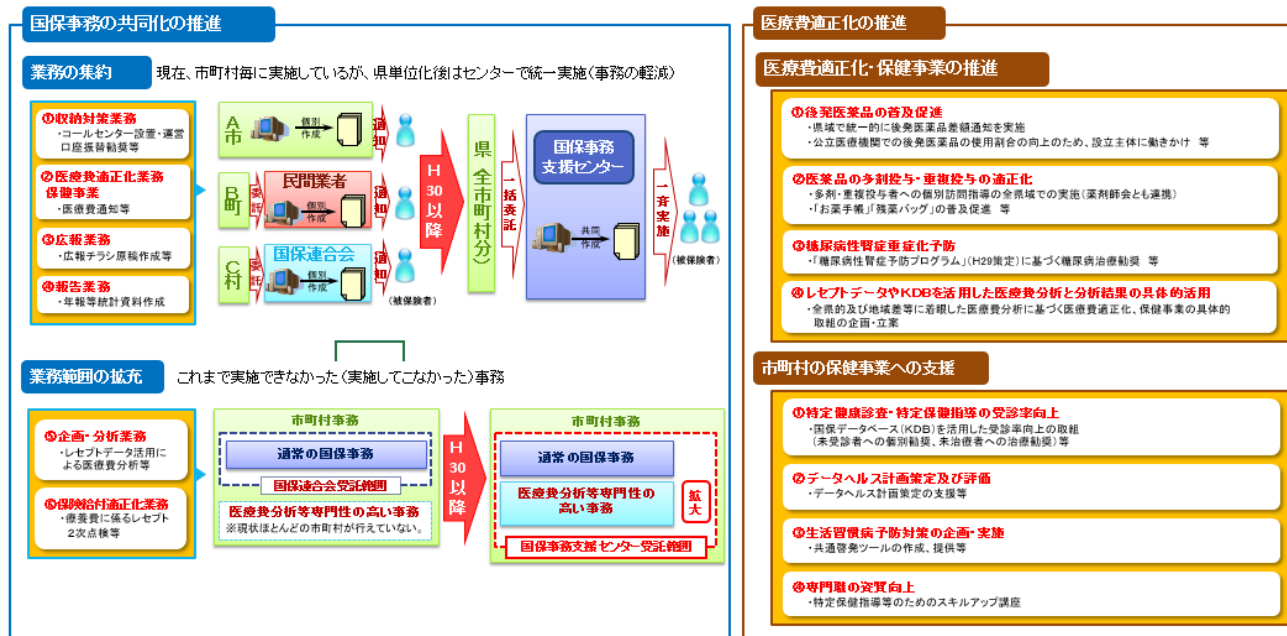 国保事務の共同化の推進
業務の集約
現在、市町村毎に実施しているが、県単位化後はセンターで統一実施(事務の軽減)
①収納対策業務
・コールセンター設置・運営
口座振替勧奨等
②医療費適正化業務
保健事業
・医療費通知等
③広報業務
・広報チラシ原稿作成等
④報告業務
・年報等統計資料作成
A市
個別
作成
通知
B町
委託
民間業者
個別
作成
通知
C村
委託
国保連合会
個別
作成
通知
(被保険者)
H30以降
県(全市町村分)
一括委託
国保事務
支援センター
共同
作成
一斉実施
(被保険者)
業務範囲の拡充
これまで実施できなかった(実施してこなかった)事務
⑤企画・分析業務
・レセプトデータ活用に
よる医療費分析等
⑥保険給付適正化業務
・療養費に係るレセプト
2次点検等
市町村事務
通常の国保事務
国保連合会受託範囲
医療費分析等専門性の高い事務
※現状ほとんどの市町村が行えていない。
H30以降
市町村事務
通常の国保事務
医療費分析等専門性の
高い事務
拡大
国保事務支援センター受託範囲
医療費適正化の推進
医療費適正化・保健事業の推進
①後発医薬品の普及促進
・県域で統一的に後発医薬品差額通知を実施
・公立医療機関での後発医薬品の使用割合の向上のため、設立主体に働きかけ 等
②医薬品の多剤投与・重複投与の適正化
・多剤・重複投与者への個別訪問指導の全県域での実施(薬剤師会とも連携)
・「お薬手帳」「残薬バッグ」の普及促進 等
③糖尿病性腎症重症化予防
・「糖尿病性腎症予防プログラム」(H29策定)に基づく糖尿病治療勧奨 等
④レセプトデータやKDBを活用した医療費分析と分析結果の具体的活用
・全県的及び地域差等に着眼した医療費分析に基づく医療費適正化、保健事業の具体的
取組の企画・立案
市町村の保健事業への支援
①特定健康診査・特定保健指導の受診率向上
・国保データベース(KDB)を活用した受診率向上の取組
(未受診者への個別勧奨、未治療者への治療勧奨)等
②データヘルス計画策定及び評価
・データヘルス計画策定の支援等
③生活習慣病予防対策の企画・実施
・共通啓発ツールの作成、提供等
④専門職の資質向上
・特定保健指導等のためのスキルアップ講座